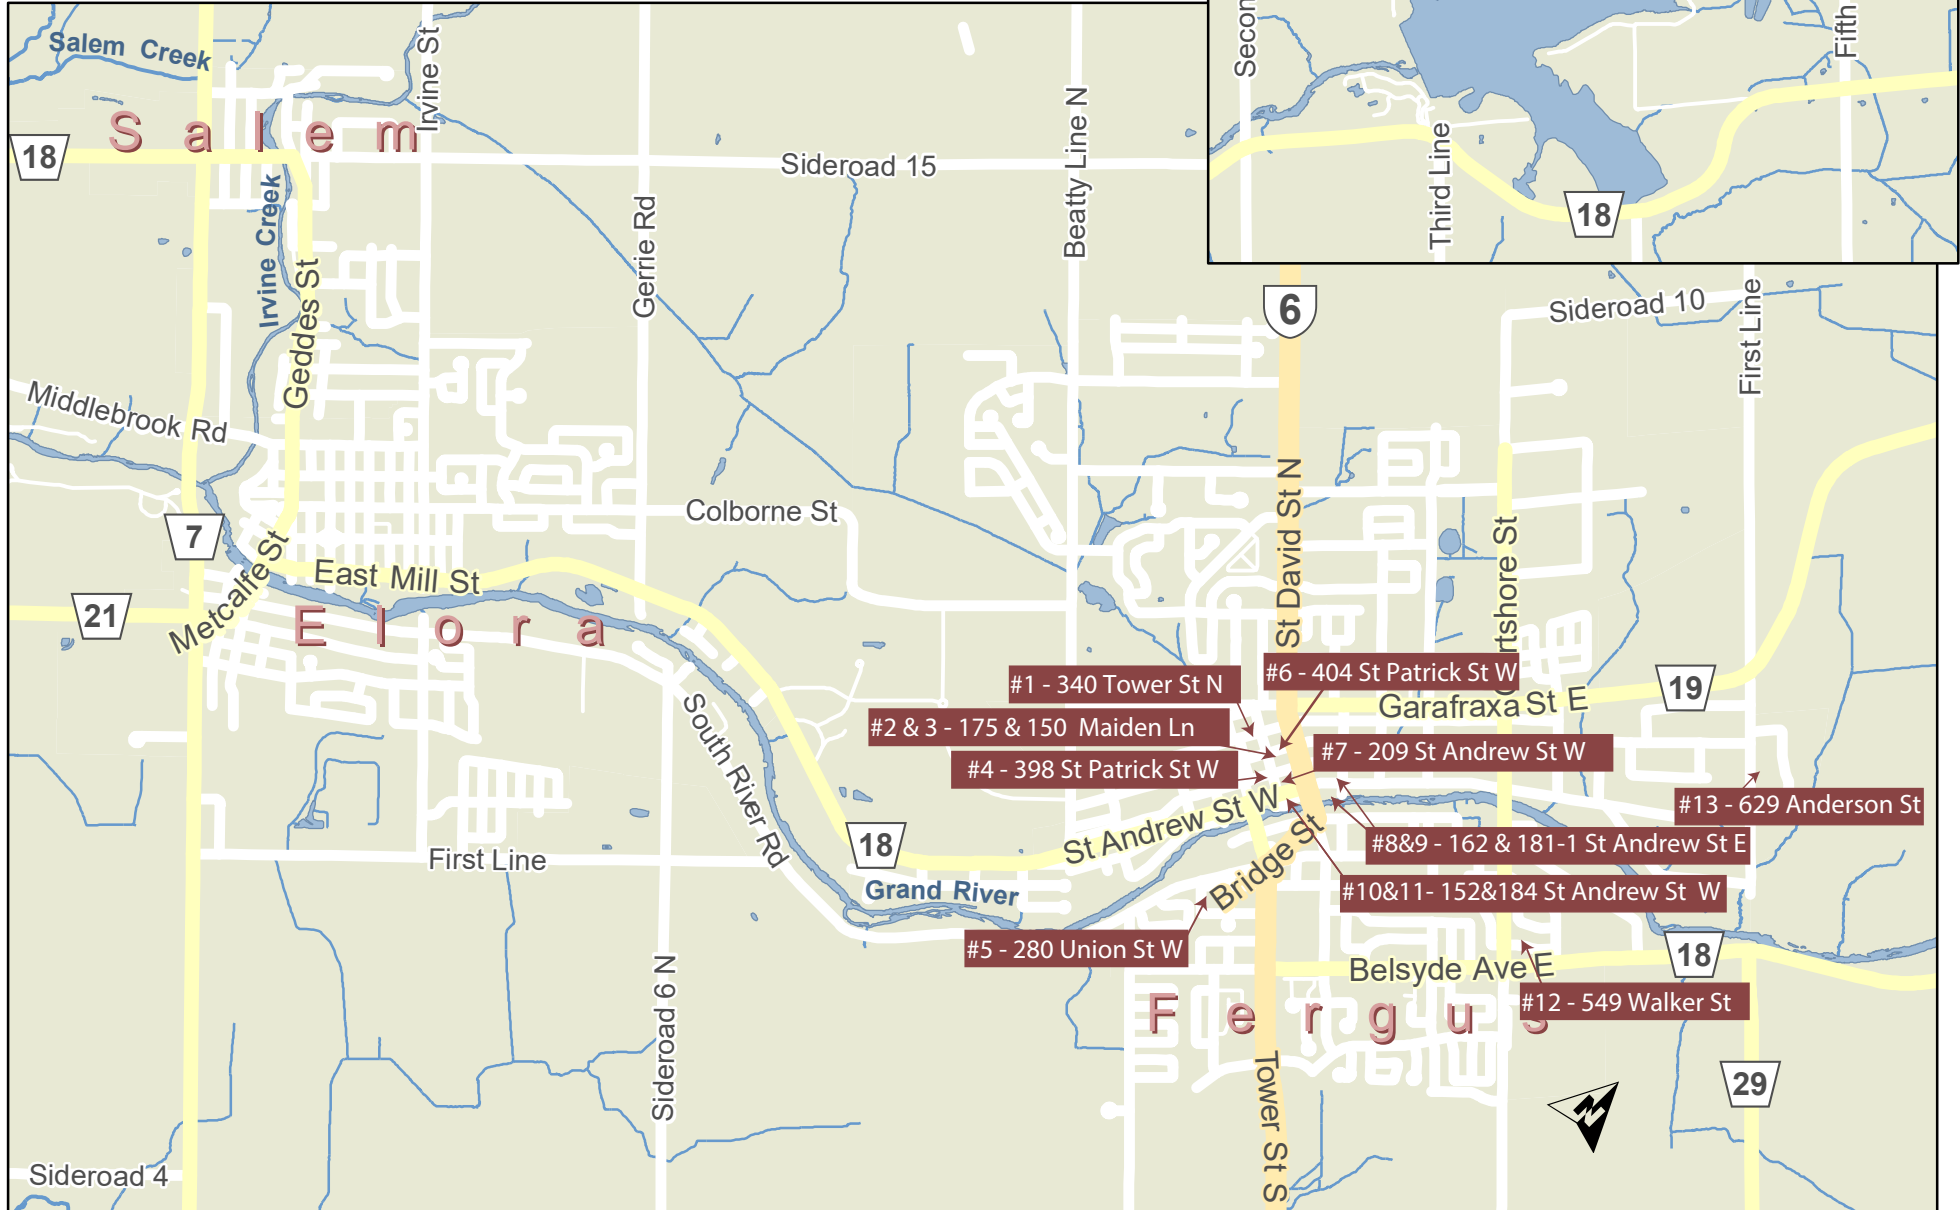 Secon
Fifth
Third Line
18
Salem Creek
Irvine St
Salem
18
Sideroad 15
Beatty Line N
Irvine Creek
Gerrie Rd
Geddes St
6
Sideroad 10
First Line
Middlebrook Rd
St David St N
Colborne St
7
Metcalfe St
East Mill St
rtshore St
21
Elora
#1 - 340 Tower St N
#6 - 404 St Patrick St W
19
Garafraxa St E
#2 & 3 - 175 & 150 Maiden Ln
#7 - 209 St Andrew St W
#4 - 398 St Patrick St W
South River Rd
#13 - 629 Anderson St
St Andrew St W
18
#8&9 - 162 & 181-1 St Andrew St E
First Line
Bridge St
Grand River
#10&11- 152&184 St Andrew St W
#5 - 280 Union St W
18
Belsyde Ave E
#12 - 549 Walker St
Fergus
Sideroad 6 N
29
N
Tower St S
Sideroad 4